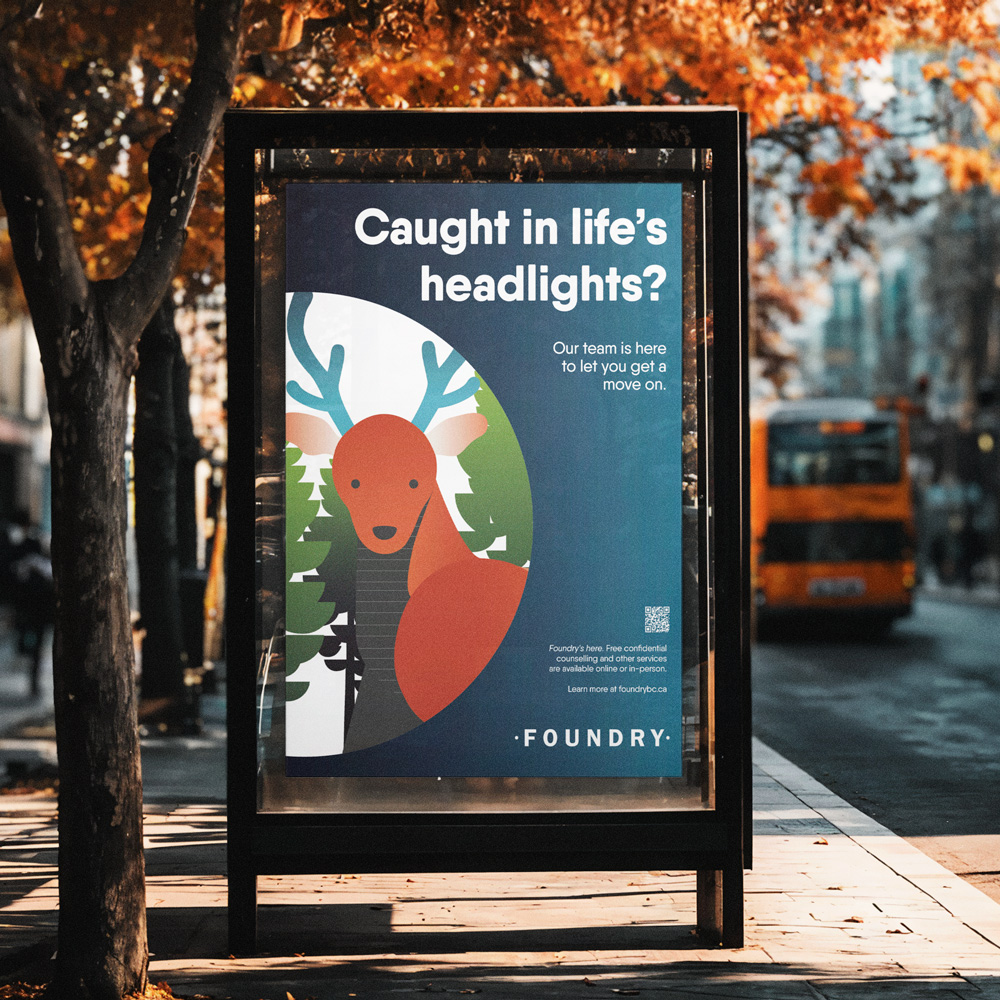 Caught in life's
headlights?
Our team is here
to let you get a
move on.
Foundry's here. Free confidential
counselling and other services
are available online or in-person.
Learn more at foundrybc.ca
·FOUNDRY·